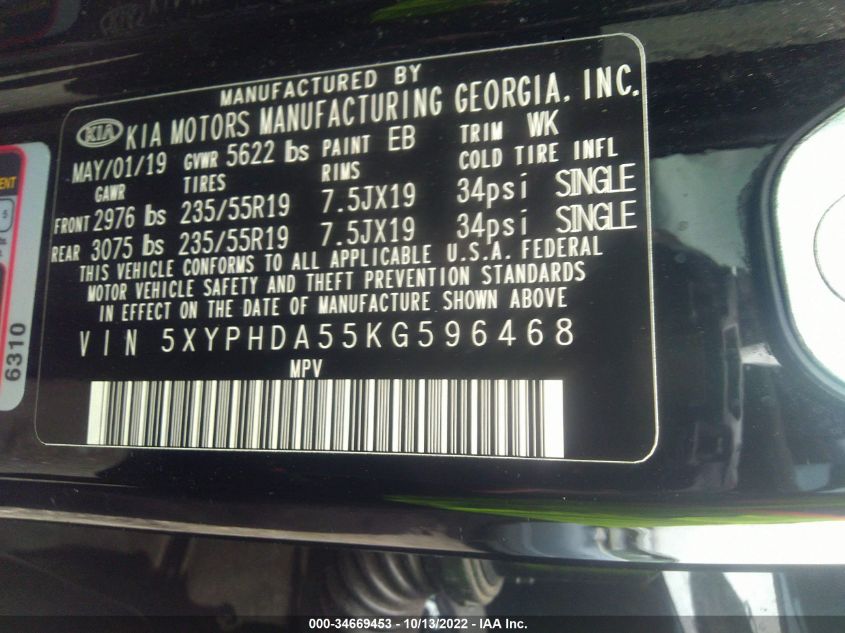 MANUFACTURED BY
KIA KIA MOTORS MANUFACTURING GEORGIA, INC.
MAY/01/19 GVWR 5622 lbs PAINT EB TRIM WK
GAWR TIRES RIMS COLD TIRE INFL
FRONT 2976 lbs 235/55R19 7.5JX19 34psi SINGLE
REAR 3075 lbs 235/55R19 7.5JX19 34psi SINGLE
THIS VEHICLE CONFORMS TO ALL APPLICABLE U.S.A. FEDERAL
MOTOR VEHICLE SAFETY AND THEFT PREVENTION STANDARDS
IN EFFECT ON THE DATE OF MANUFACTURE SHOWN ABOVE
VIN 5XYPHDA55KG596468
MPV
5
6310
000-34669453 - 10/13/2022 - IAA Inc.